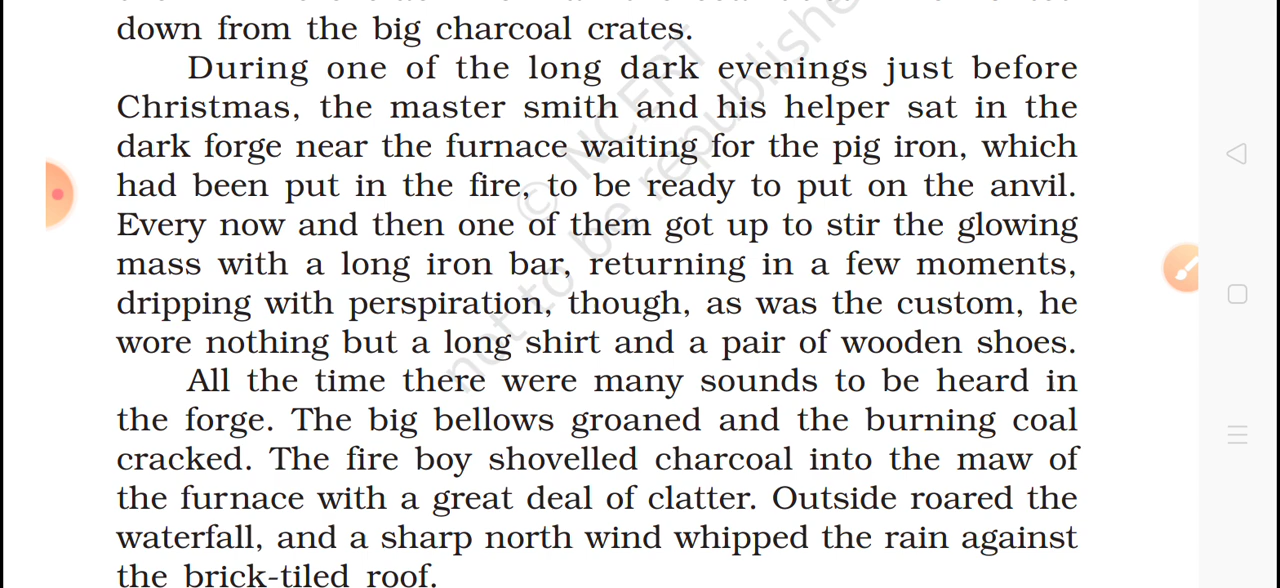 down from the big charcoal crates.
During one of the long dark evenings just before
Christmas, the master smith and his helper sat in the
dark forge near the furnace waiting for the pig iron, which
had been put in the fire, to be ready to put on the anvil.
Every now and then one of them got up to stir the glowing
mass with a long iron bar, returning in a few moments,
dripping with perspiration, though, as was the custom, he
wore nothing but a long shirt and a pair of wooden shoes.
All the time there were many sounds to be heard in
the forge. The big bellows groaned and the burning coal
cracked. The fire boy shovelled charcoal into the maw of
the furnace with a great deal of clatter. Outside roared the
waterfall, and a sharp north wind whipped the rain against
the brick-tiled roof.
© NCERT
not to be republishe